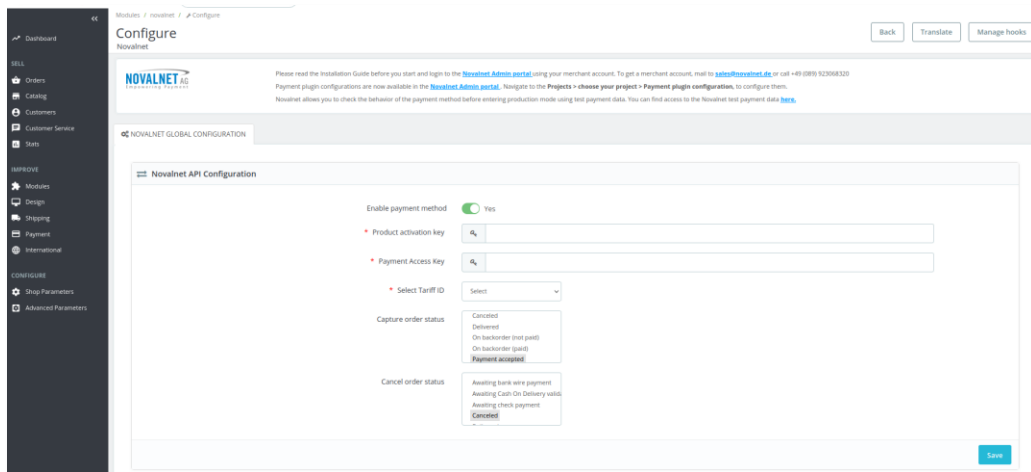 Modules / novalnet / Configure
Configure
Novalnet
Back
Translate
Manage hooks
Dashboard
SELL
Orders
Catalog
Customers
Customer Service
Stats
IMPROVE
Modules
Design
Shipping
Payment
International
CONFIGURE
Shop Parameters
Advanced Parameters
NOVALNET AG
Empowering Payment
Please read the Installation Guide before you start and login to the Novalnet Admin portal using your merchant account. To get a merchant account, mail to sales@novalnet.de or call +49 (089) 923068320
Payment plugin configurations are now available in the Novalnet Admin portal . Navigate to the Projects > choose your project > Payment plugin configuration, to configure them.
Novalnet allows you to check the behavior of the payment method before entering production mode using test payment data. You can find access to the Novalnet test payment data here.
NOVALNET GLOBAL CONFIGURATION
Novalnet API Configuration
Enable payment method Yes
* Product activation key
* Payment Access Key
* Select Tariff ID Select
Capture order status
Canceled
Delivered
On backorder (not paid)
On backorder (paid)
Payment accepted
Cancel order status
Awaiting bank wire payment
Awaiting Cash On Delivery valida
Awaiting check payment
Canceled
Save